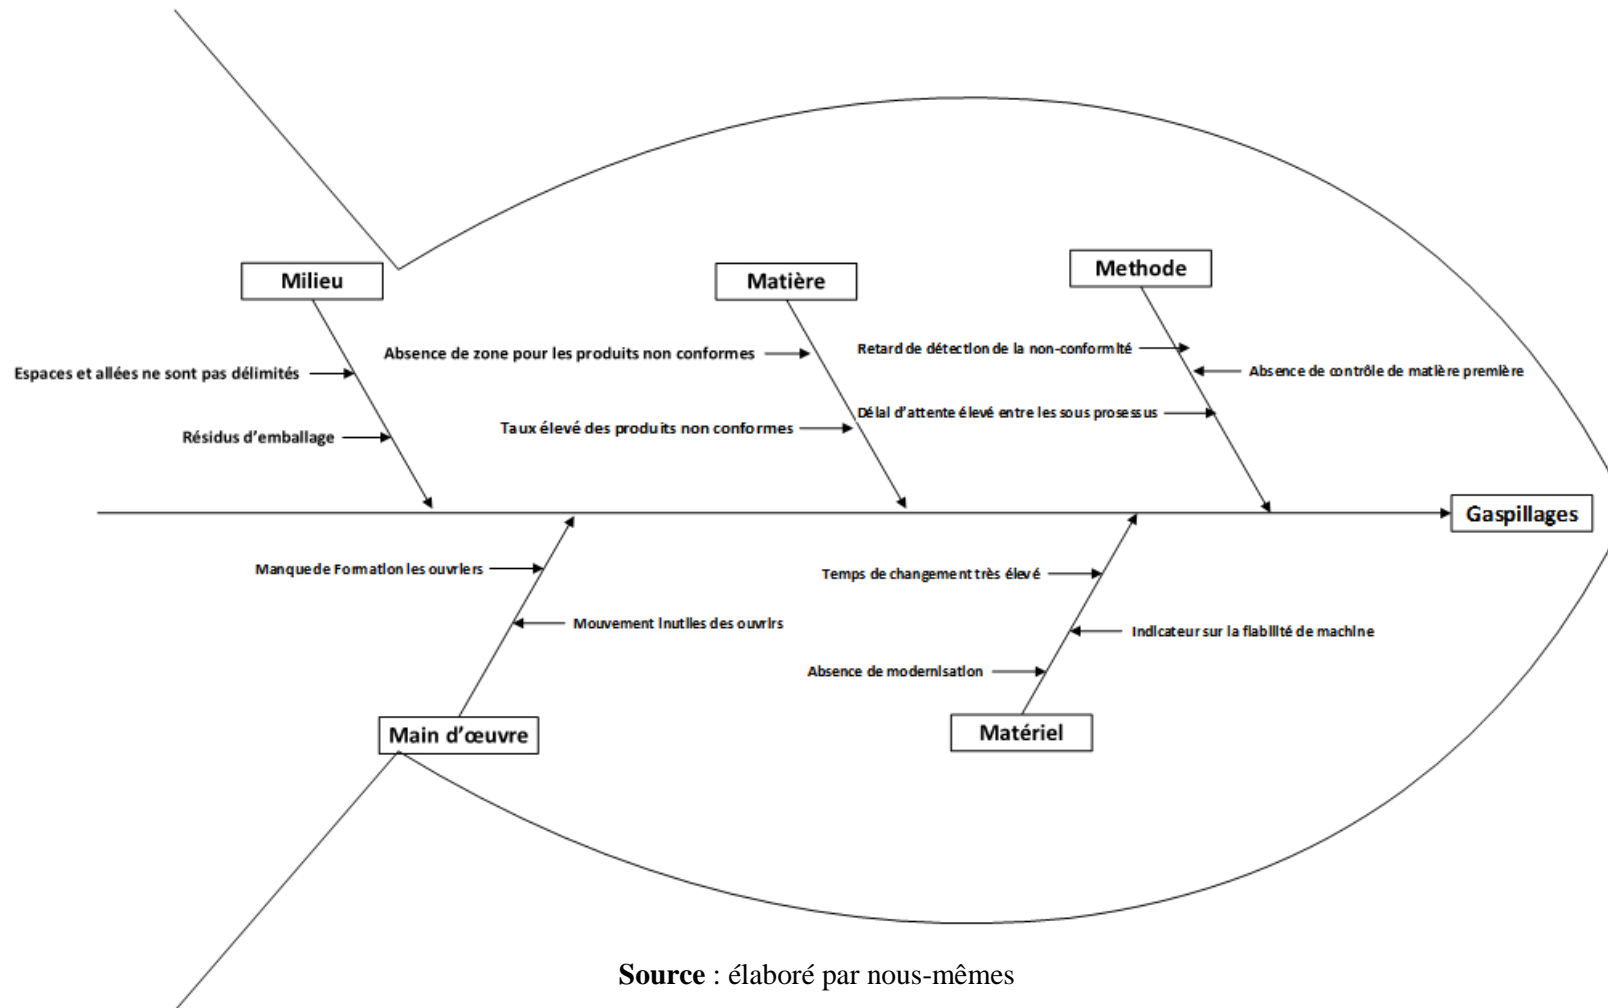 Methode
Milieu
Matière
Retard de détection de la non-conformité
Absence de zone pour les produits non conformes
Absence de contrôle de matière première
Espaces et allées ne sont pas délimités
Délai d'attente élevé entre les sous prosessus
Taux élevé des produits non conformes
Résidus d'emballage
Gaspillages
Manque de Formation les ouvriers
Temps de changement très élevé
Mouvement inutiles des ouvrirs
Indicateur sur la fiabilité de machine
Absence de modernisation
Main d'œuvre
Matériel
Source : élaboré par nous-mêmes